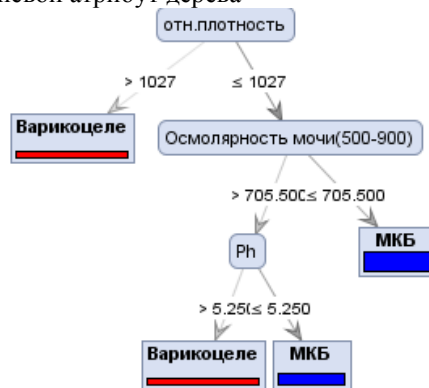 отн.плотность
> 1027
≤ 1027
Варикоцеле
Осмолярность мочи(500-900)
> 705.500
≤ 705.500
Ph
МКБ
> 5.250
≤ 5.250
Варикоцеле
МКБ